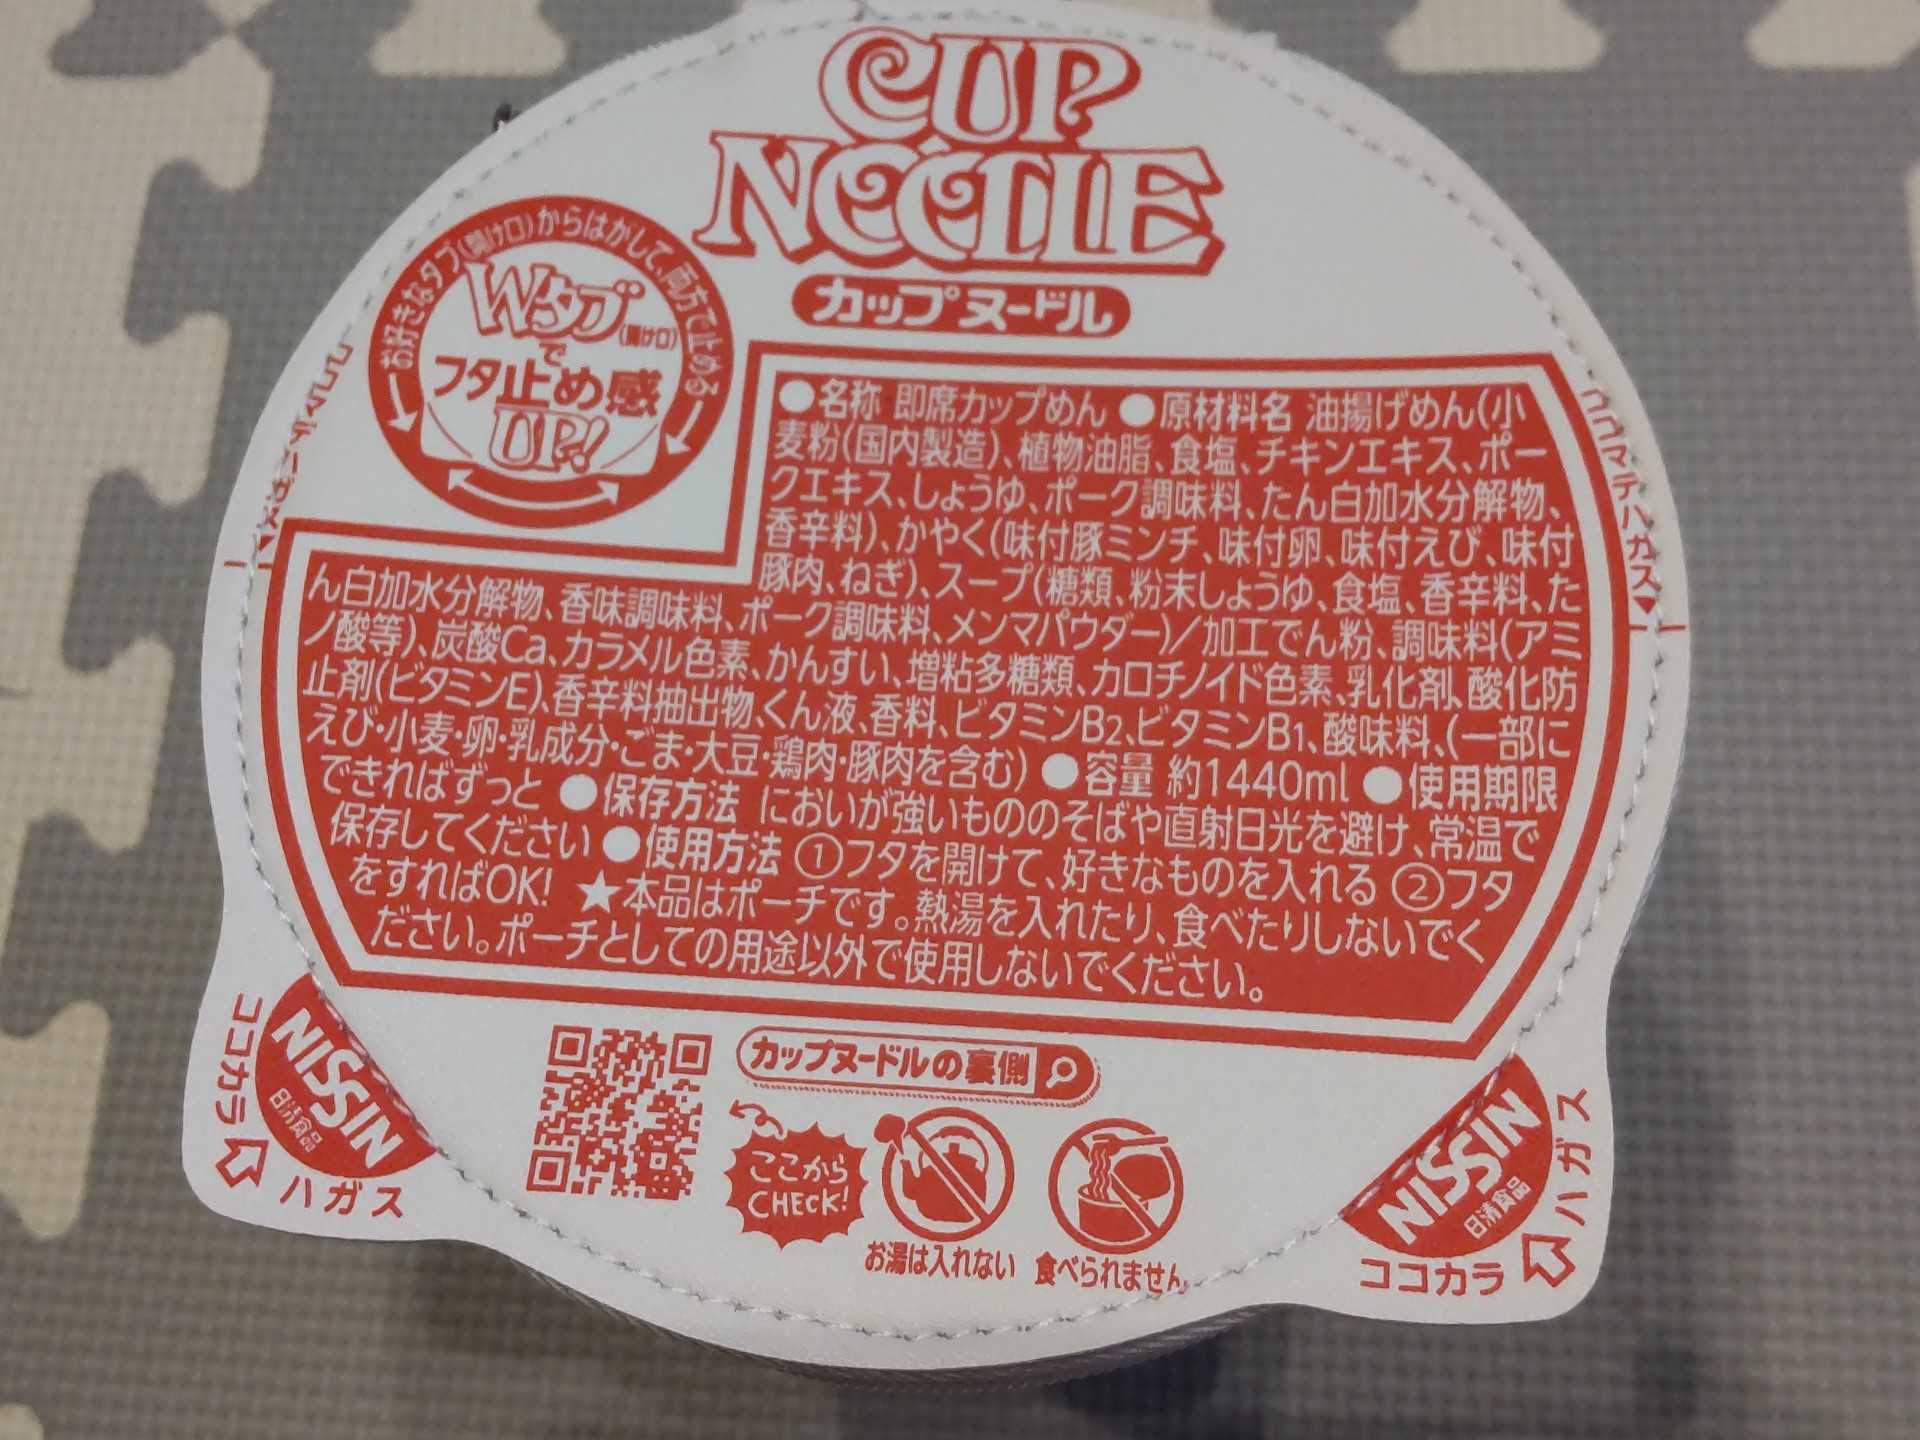 CUP
NOODLE
カップヌードル
お好きなタブ(開け口)からはがして、両方で止める
Wタブ(開け口)
で
フタ止め感
UP!
ココマデハガス▼
●名称 即席カップめん ●原材料名 油揚げめん(小
麦粉(国内製造)、植物油脂、食塩、チキンエキス、ポー
クエキス、しょうゆ、ポーク調味料、たん白加水分解物、
香辛料)、かやく(味付豚ミンチ、味付卵、味付えび、味付
豚肉、ねぎ)、スープ(糖類、粉末しょうゆ、食塩、香辛料、た
ん白加水分解物、香味調味料、ポーク調味料、メンマパウダー)/加工でん粉、調味料(アミ
ノ酸等)、炭酸Ca、カラメル色素、かんすい、増粘多糖類、カロチノイド色素、乳化剤、酸化防
止剤(ビタミンE)、香辛料抽出物、くん液、香料、ビタミンB2、ビタミンB1、酸味料、(一部に
えび・小麦・卵・乳成分・ごま・大豆・鶏肉・豚肉を含む) ●容量 約1440ml ●使用期限
できればずっと ●保存方法 においが強いもののそばや直射日光を避け、常温で
保存してください ●使用方法 ①フタを開けて、好きなものを入れる ②フタ
をすればOK! ★本品はポーチです。熱湯を入れたり、食べたりしないでく
ださい。ポーチとしての用途以外で使用しないでください。
ココマデハガス▼
ココカラ
ハガス
NISSIN
日清食品
カップヌードルの裏側
ここから
CHECK!
お湯は入れない
食べられません
NISSIN
日清食品
ココカラ
ハガス